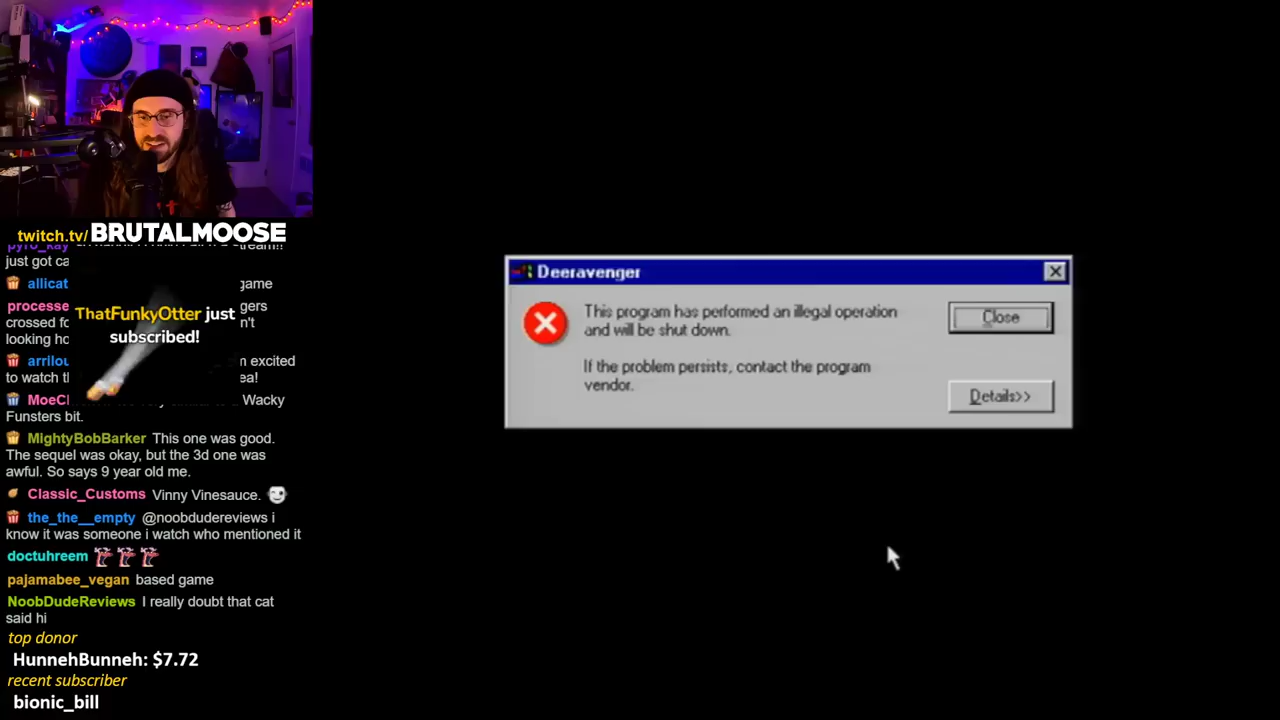 twitch.tv/BRUTALMOOSE
just got ca
allicat game
processe gers
crossed fo n't
looking ho
ThatFunkyOtter just
subscribed!
arrilou m excited
to watch th ea!
MoeC Wacky
Funsters bit.
MightyBobBarker This one was good.
The sequel was okay, but the 3d one was
awful. So says 9 year old me.
Classic_Customs Vinny Vinesauce.
the_the__empty @noobdudereviews i
know it was someone i watch who mentioned it
doctuhreem
pajamabee_vegan based game
NoobDudeReviews I really doubt that cat
said hi
top donor
HunnehBunneh: $7.72
recent subscriber
bionic_bill
Deeravenger
This program has performed an illegal operation
and will be shut down.
If the problem persists, contact the program
vendor.
Close
Details>>